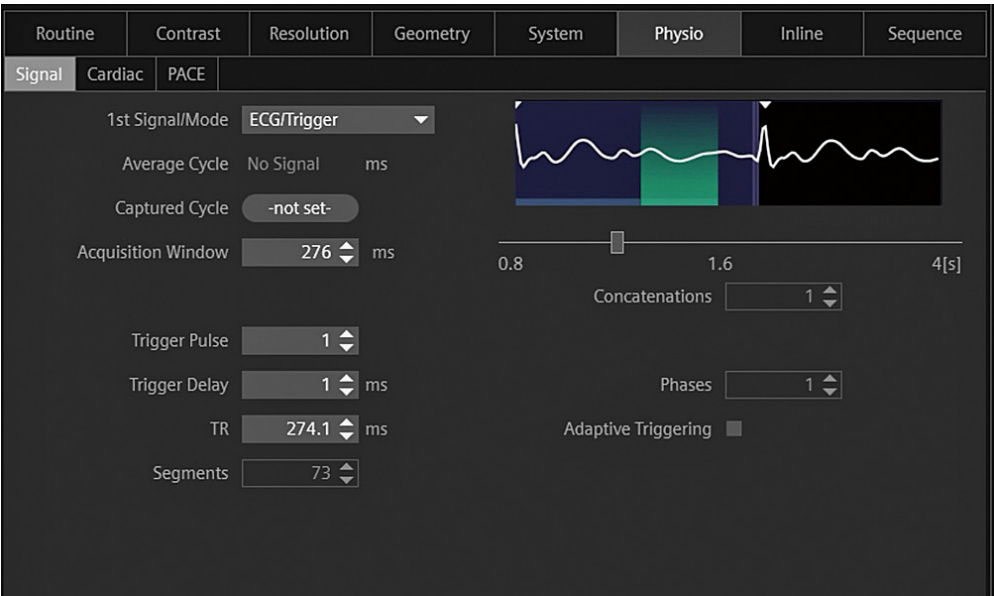 Routine Contrast Resolution Geometry System Physio Inline Sequence
Signal Cardiac PACE
1st Signal/Mode ECG/Trigger
Average Cycle No Signal ms
Captured Cycle -not set-
Acquisition Window 276 ms
0.8 1.6 4[s]
Concatenations 1
Trigger Pulse 1
Trigger Delay 1 ms
Phases 1
TR 274.1 ms
Adaptive Triggering
Segments 73